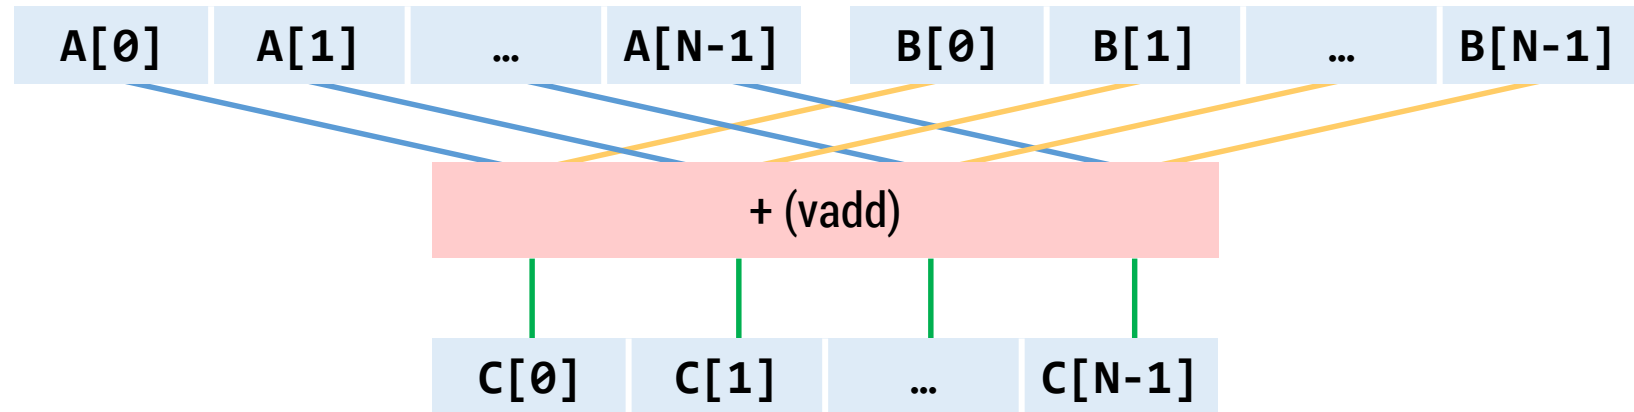 A[0] A[1] … A[N-1] B[0] B[1] … B[N-1]
+ (vadd)
C[0] C[1] … C[N-1]